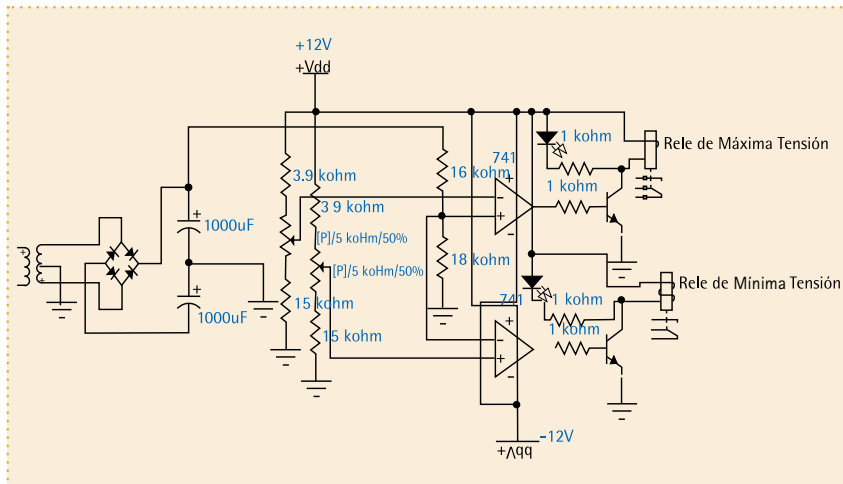 +12V
+Vdd
1 kohm
Rele de Máxima Tensión
741
16 kohm
3.9 kohm
1 kohm
3 9 kohm
1000uF
[P]/5 koHm/50%
18 kohm
[P]/5 koHm/50%
Rele de Mínima Tensión
741
1 kohm
15 kohm
1000uF
1 kohm
15 kohm
-12V
+Vdd